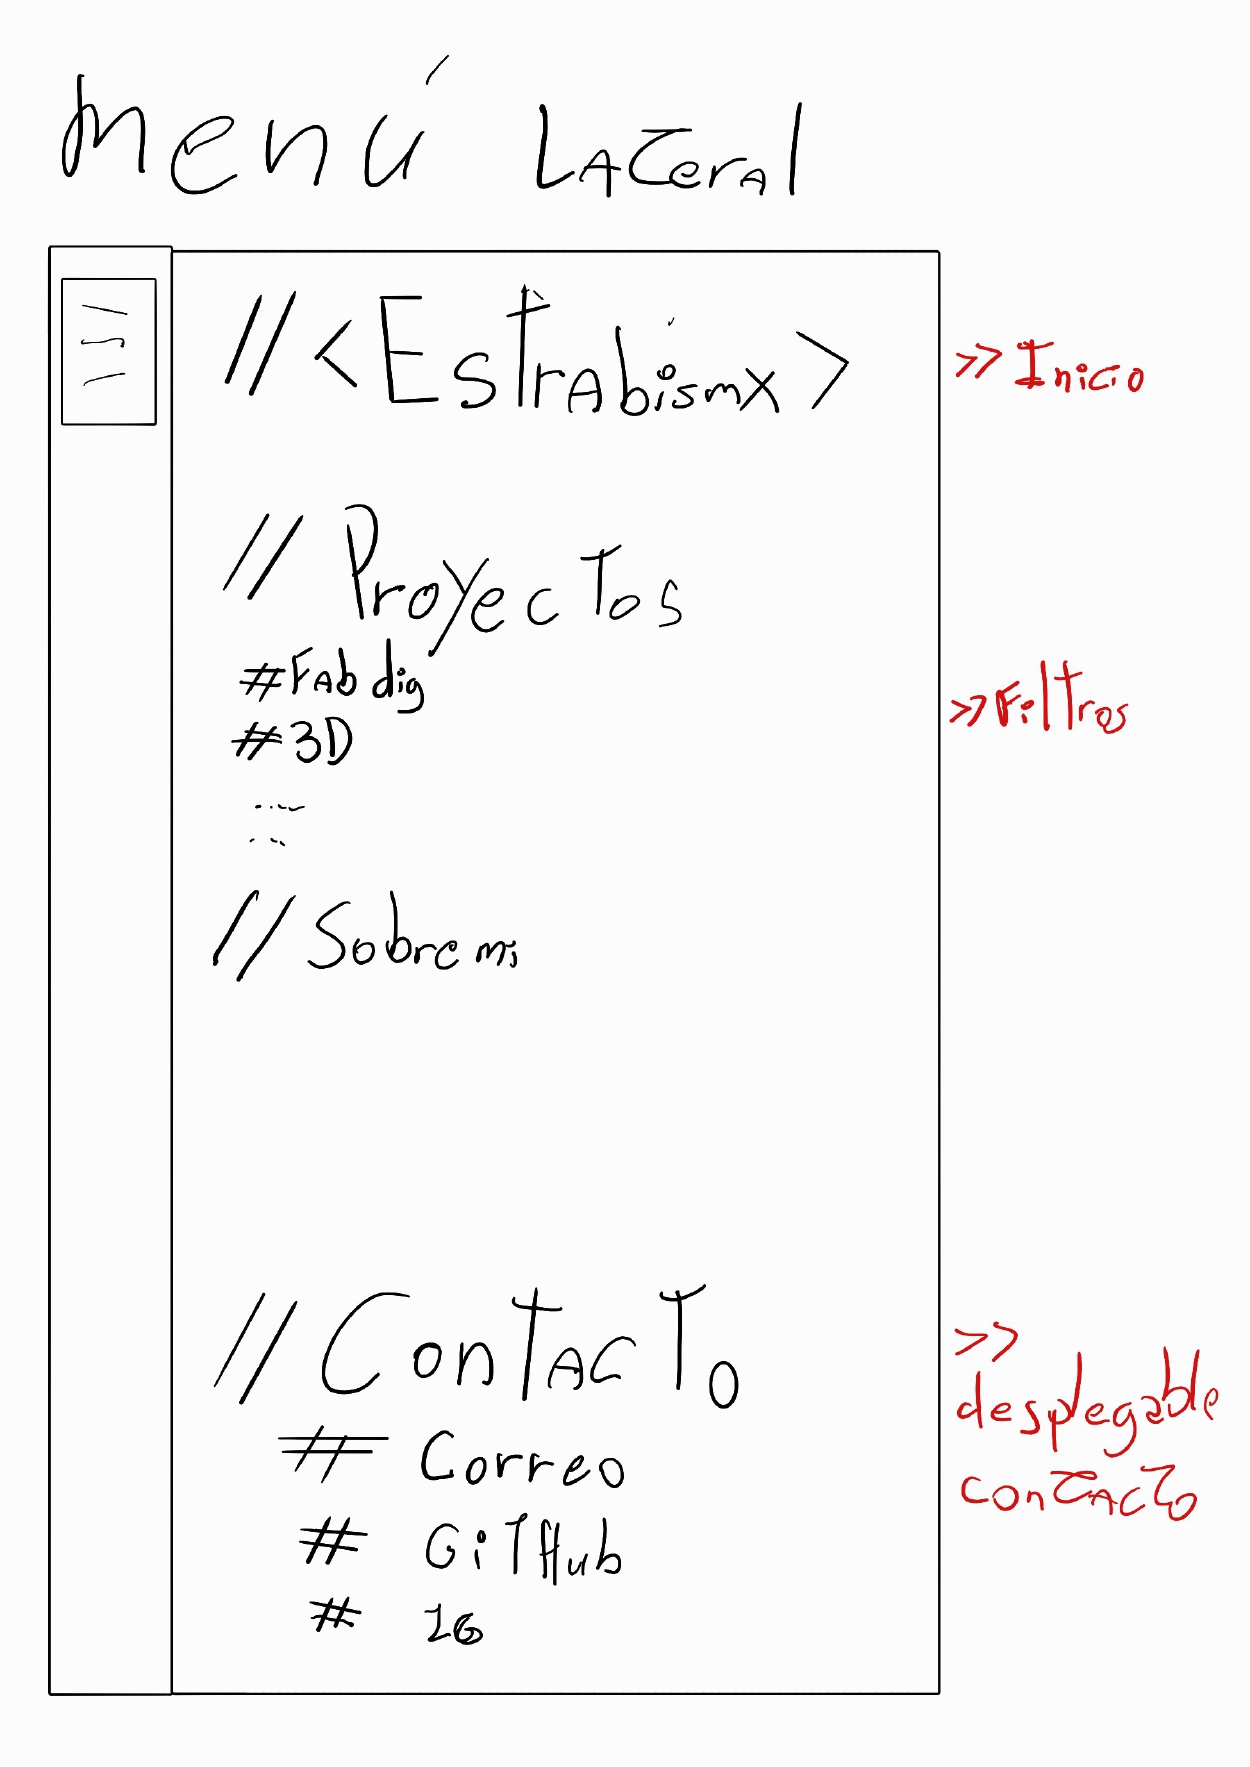 Menú Lateral
//<Estrabismx>
>> Inicio
// Proyectos
#Fab dig
>> Filtros
#3D
// Sobre mi
// Contacto
>>
desplegable
contacto
# Correo
# GitHub
# IG